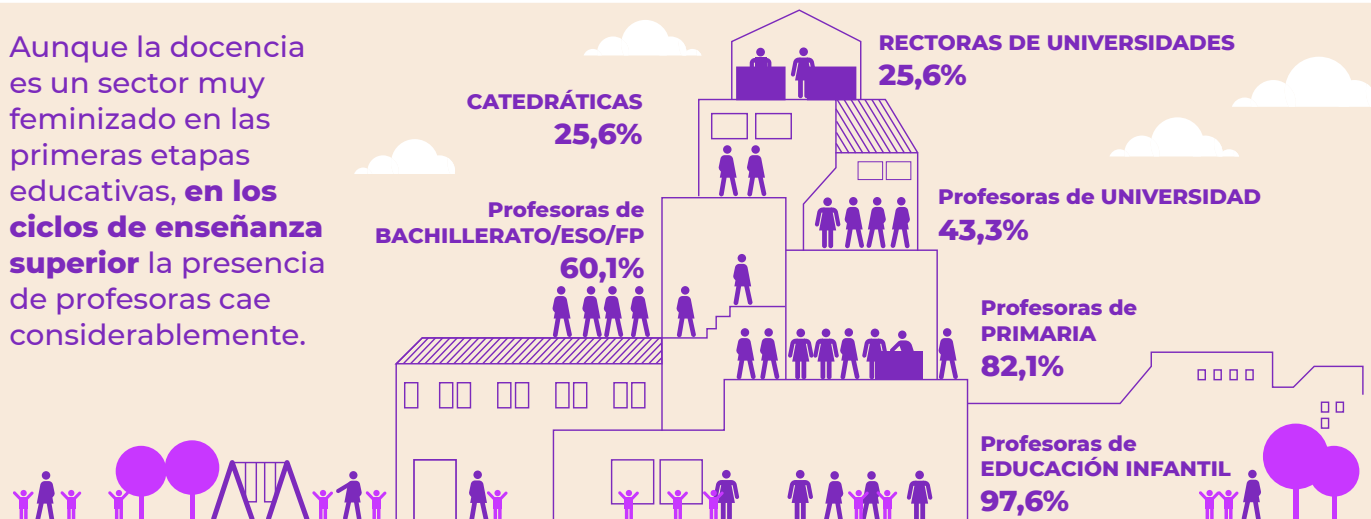 Aunque la docencia
es un sector muy
feminizado en las
primeras etapas
educativas, en los
ciclos de enseñanza
superior la presencia
de profesoras cae
considerablemente.
RECTORAS DE UNIVERSIDADES
25,6%
CATEDRÁTICAS
25,6%
Profesoras de UNIVERSIDAD
43,3%
Profesoras de
BACHILLERATO/ESO/FP
60,1%
Profesoras de
PRIMARIA
82,1%
Profesoras de
EDUCACIÓN INFANTIL
97,6%